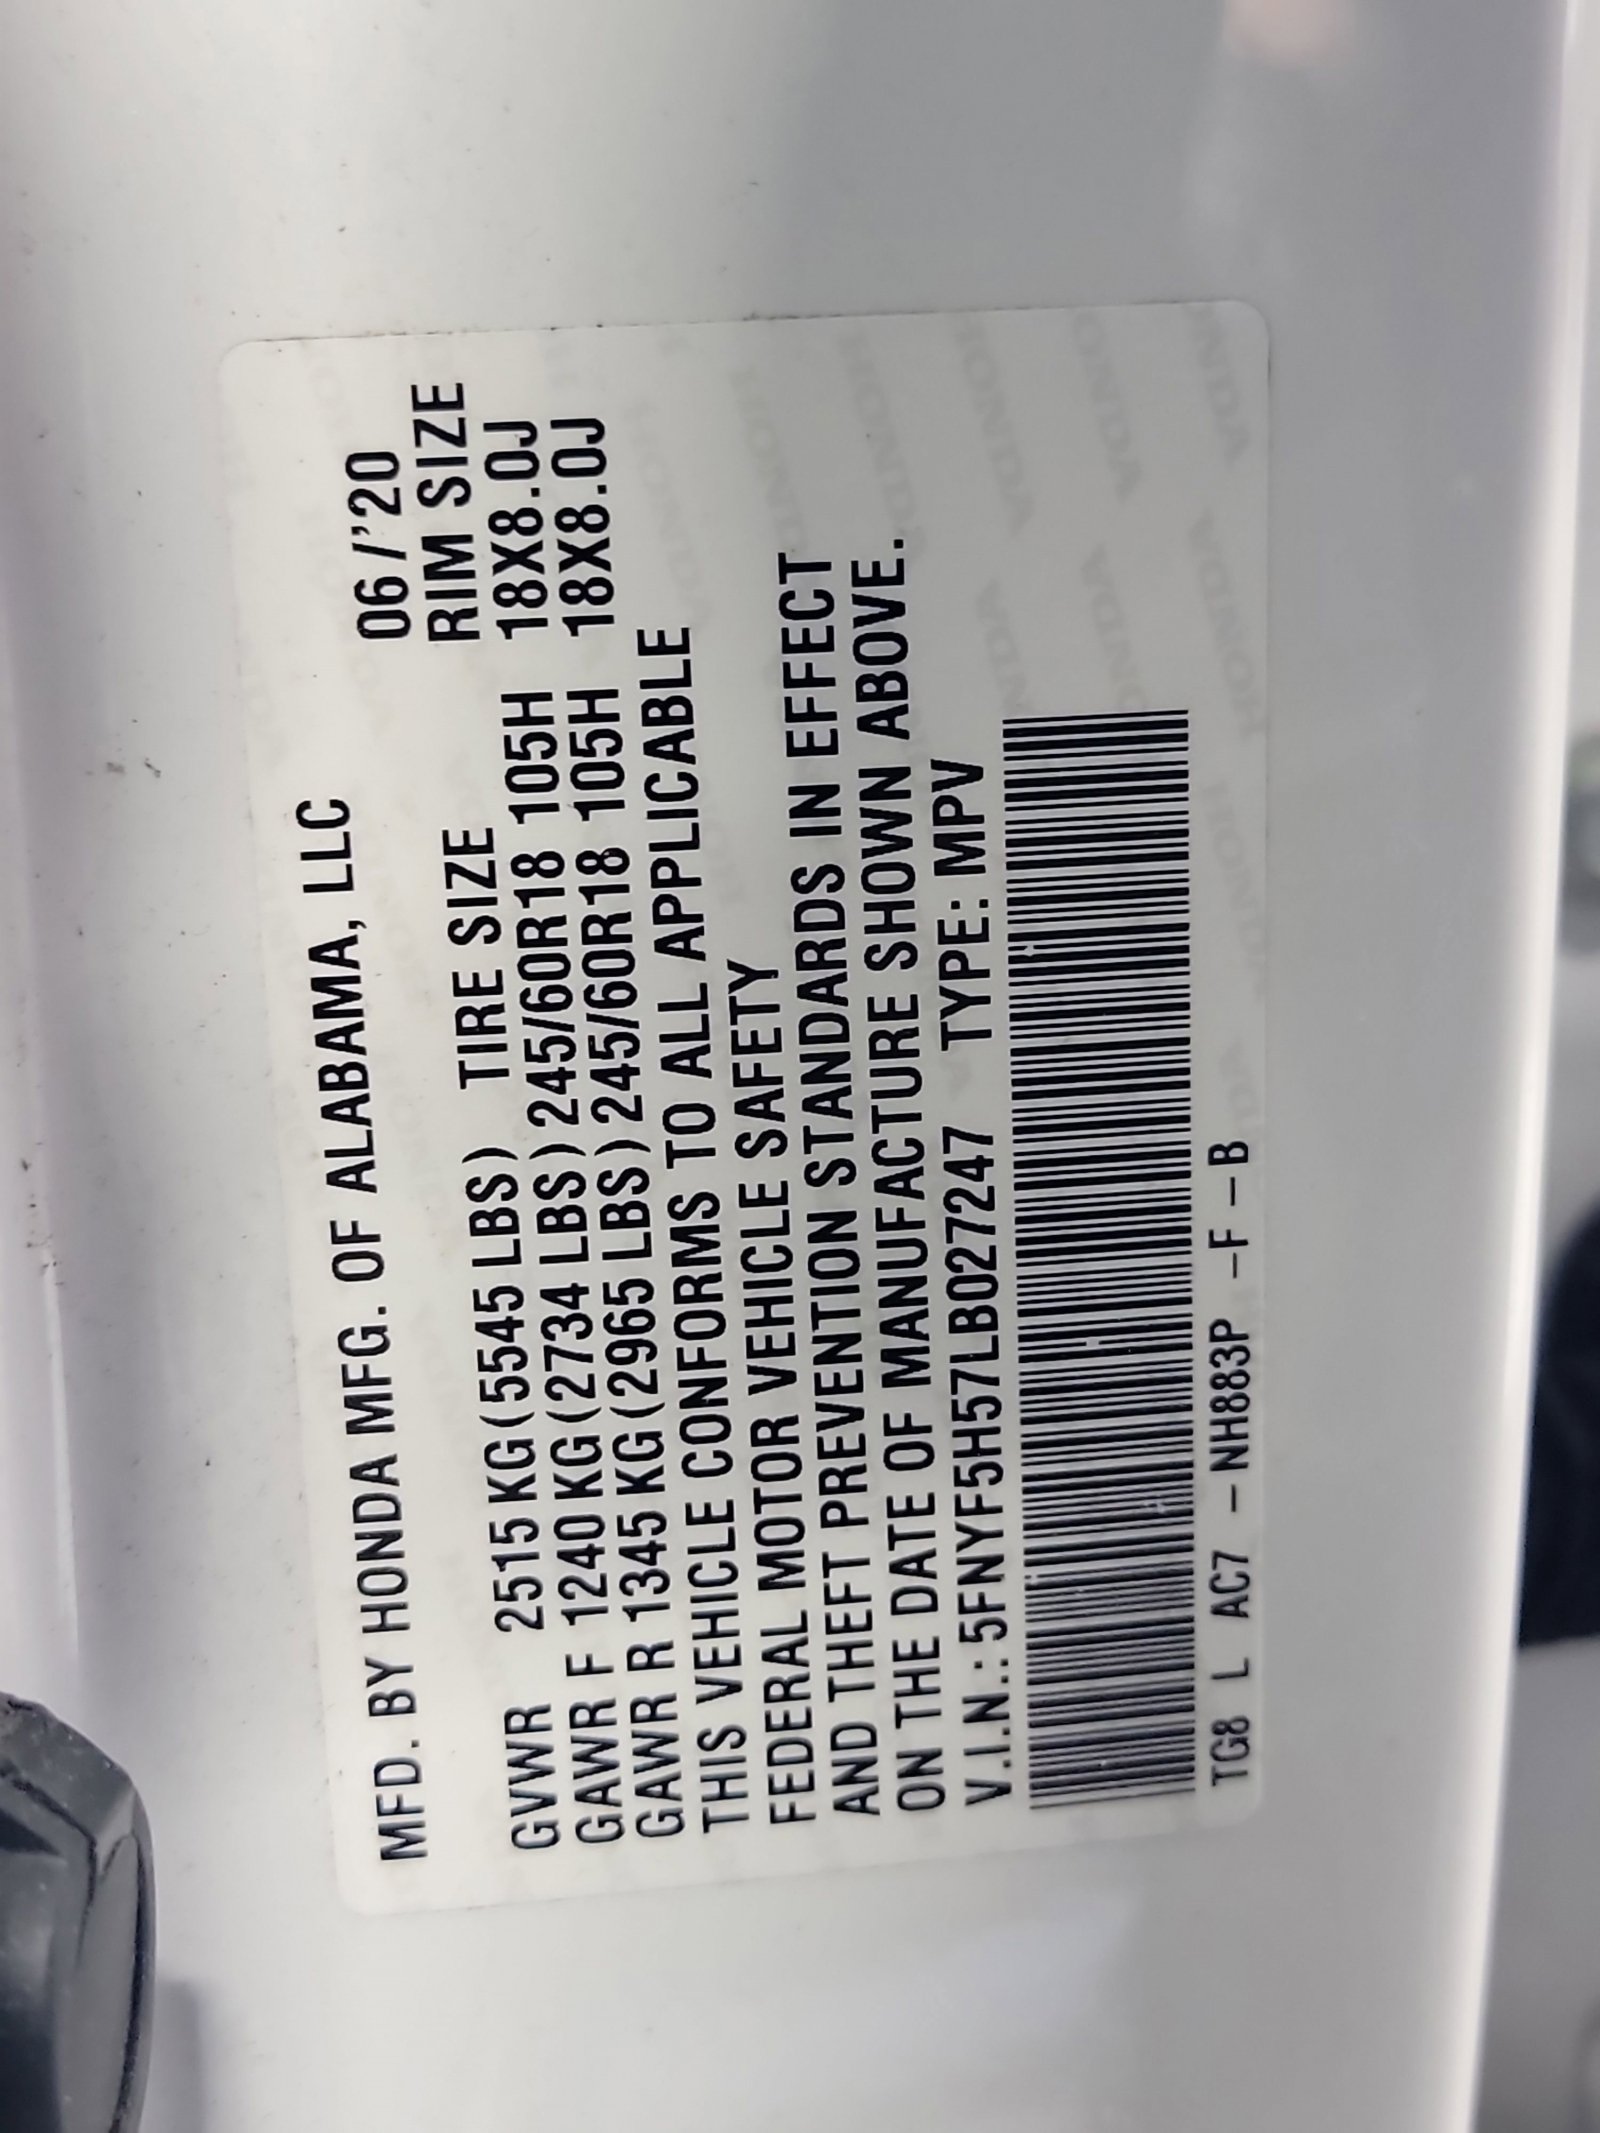 MFD. BY HONDA MFG. OF ALABAMA, LLC 06/'20
TIRE SIZE RIM SIZE
GVWR 2515 KG (5545 LBS)
GAWR F 1240 KG (2734 LBS) 245/60R18 105H 18X8.0J
GAWR R 1345 KG (2965 LBS) 245/60R18 105H 18X8.0J
THIS VEHICLE CONFORMS TO ALL APPLICABLE
FEDERAL MOTOR VEHICLE SAFETY
AND THEFT PREVENTION STANDARDS IN EFFECT
ON THE DATE OF MANUFACTURE SHOWN ABOVE.
V.I.N.: 5FNYF5H57LB027247 TYPE: MPV
TG8 L AC7 - NH883P - F - B